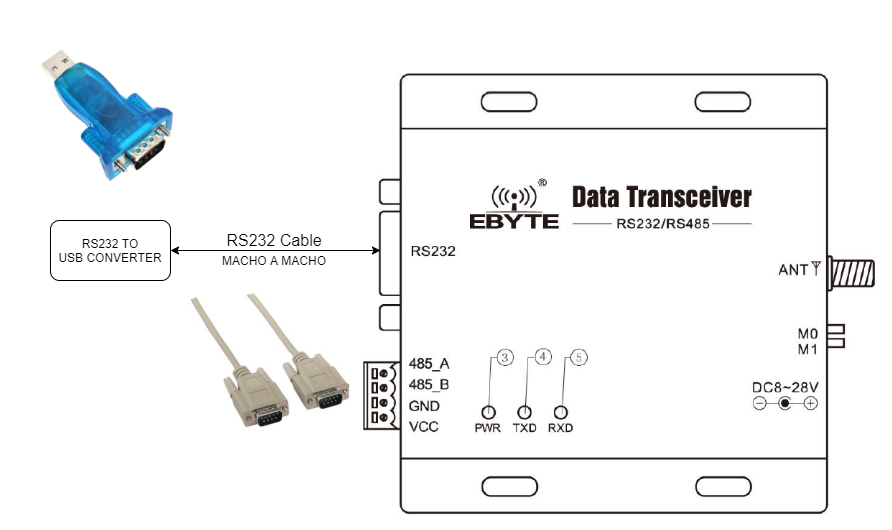 RS232 TO
USB CONVERTER
RS232 Cable
MACHO A MACHO
®
EBYTE
Data Transceiver
RS232/RS485
RS232
ANT
M0
M1
485_A
485_B
GND
VCC
3
4
5
PWR
TXD
RXD
DC8~28V